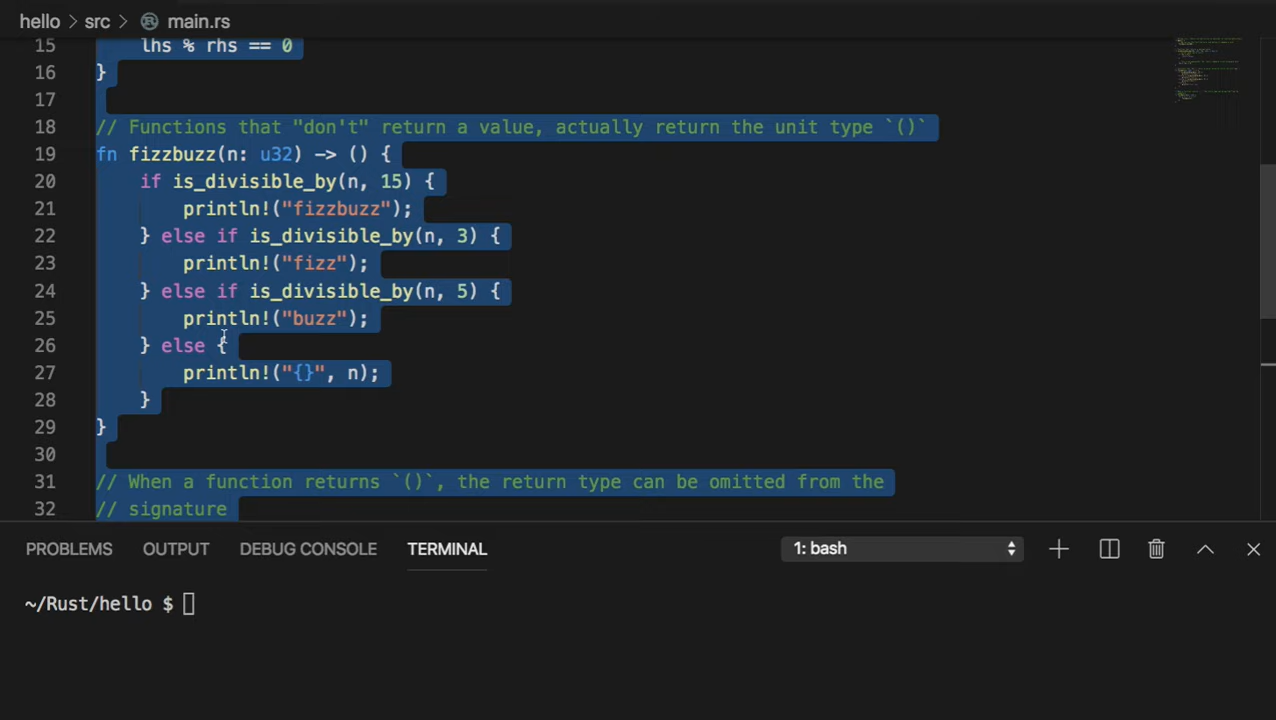 hello > src > main.rs
15     lhs % rhs == 0
16 }
17
18 // Functions that "don't" return a value, actually return the unit type `()`
19 fn fizzbuzz(n: u32) -> () {
20     if is_divisible_by(n, 15) {
21         println!("fizzbuzz");
22     } else if is_divisible_by(n, 3) {
23         println!("fizz");
24     } else if is_divisible_by(n, 5) {
25         println!("buzz");
26     } else {
27         println!("{}", n);
28     }
29 }
30
31 // When a function returns `()`, the return type can be omitted from the
32 // signature
PROBLEMS OUTPUT DEBUG CONSOLE TERMINAL 1: bash
~/Rust/hello $